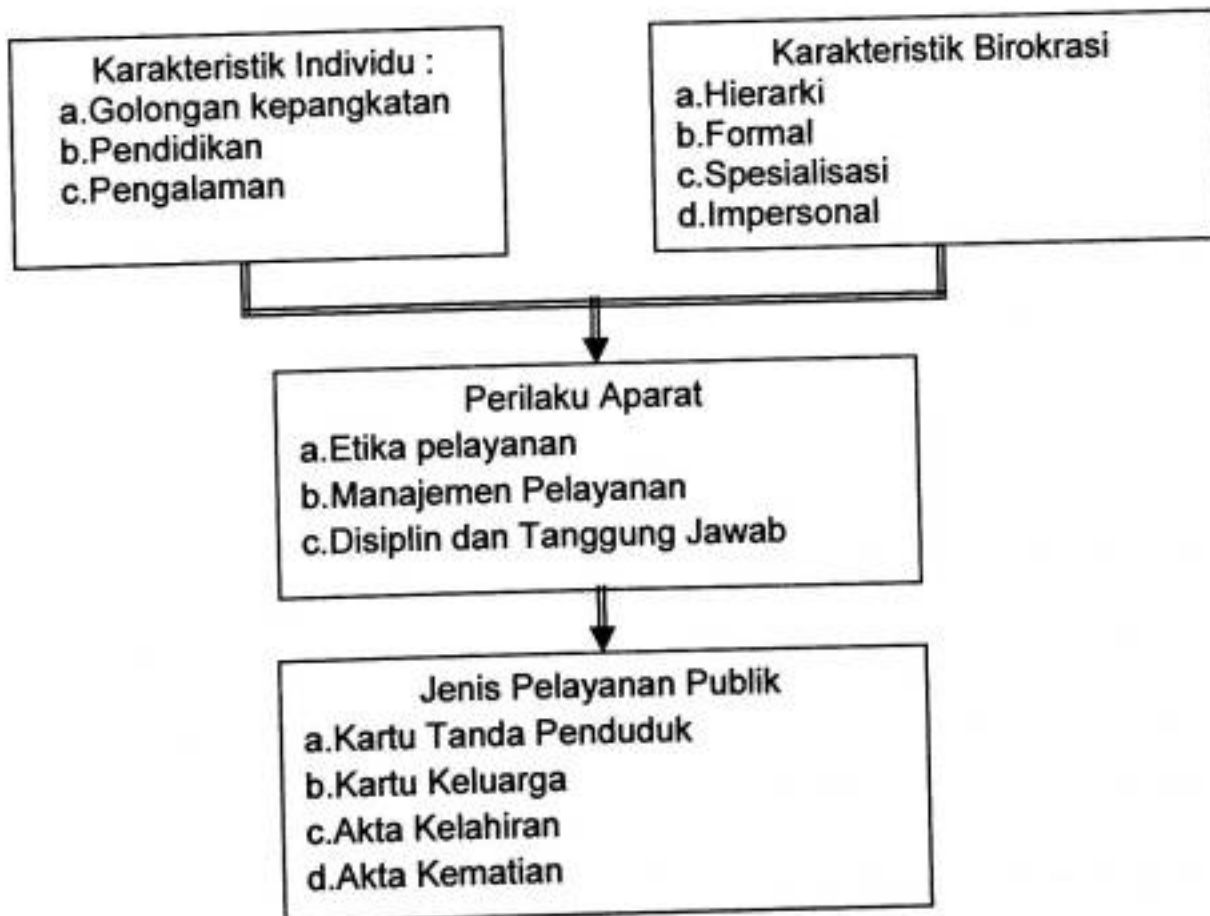 Karakteristik Individu :
a.Golongan kepangkatan
b.Pendidikan
c.Pengalaman
Karakteristik Birokrasi
a.Hierarki
b.Formal
c.Spesialisasi
d.Impersonal
Perilaku Aparat
a.Etika pelayanan
b.Manajemen Pelayanan
c.Disiplin dan Tanggung Jawab
Jenis Pelayanan Publik
a.Kartu Tanda Penduduk
b.Kartu Keluarga
c.Akta Kelahiran
d.Akta Kematian